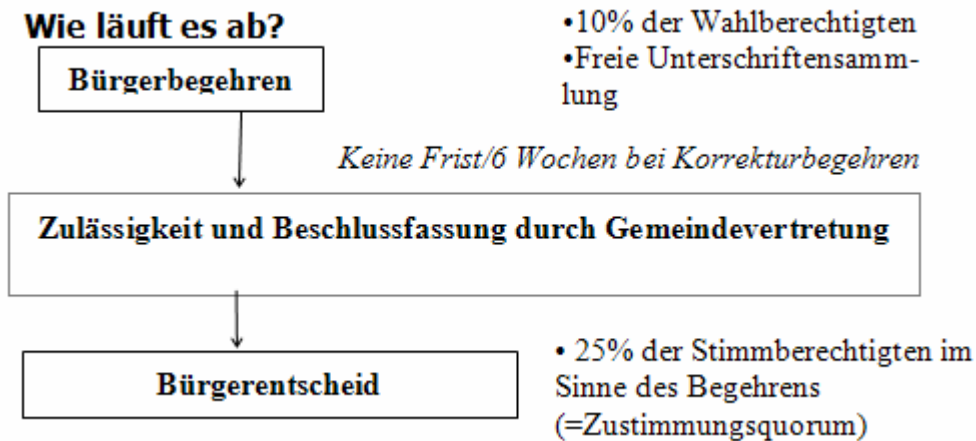 Wie läuft es ab?
•10% der Wahlberechtigten
•Freie Unterschriftensamm-
lung
Bürgerbegehren
Keine Frist/6 Wochen bei Korrekturbegehren
Zulässigkeit und Beschlussfassung durch Gemeindevertretung
Bürgerentscheid
• 25% der Stimmberechtigten im
Sinne des Begehrens
(=Zustimmungsquorum)